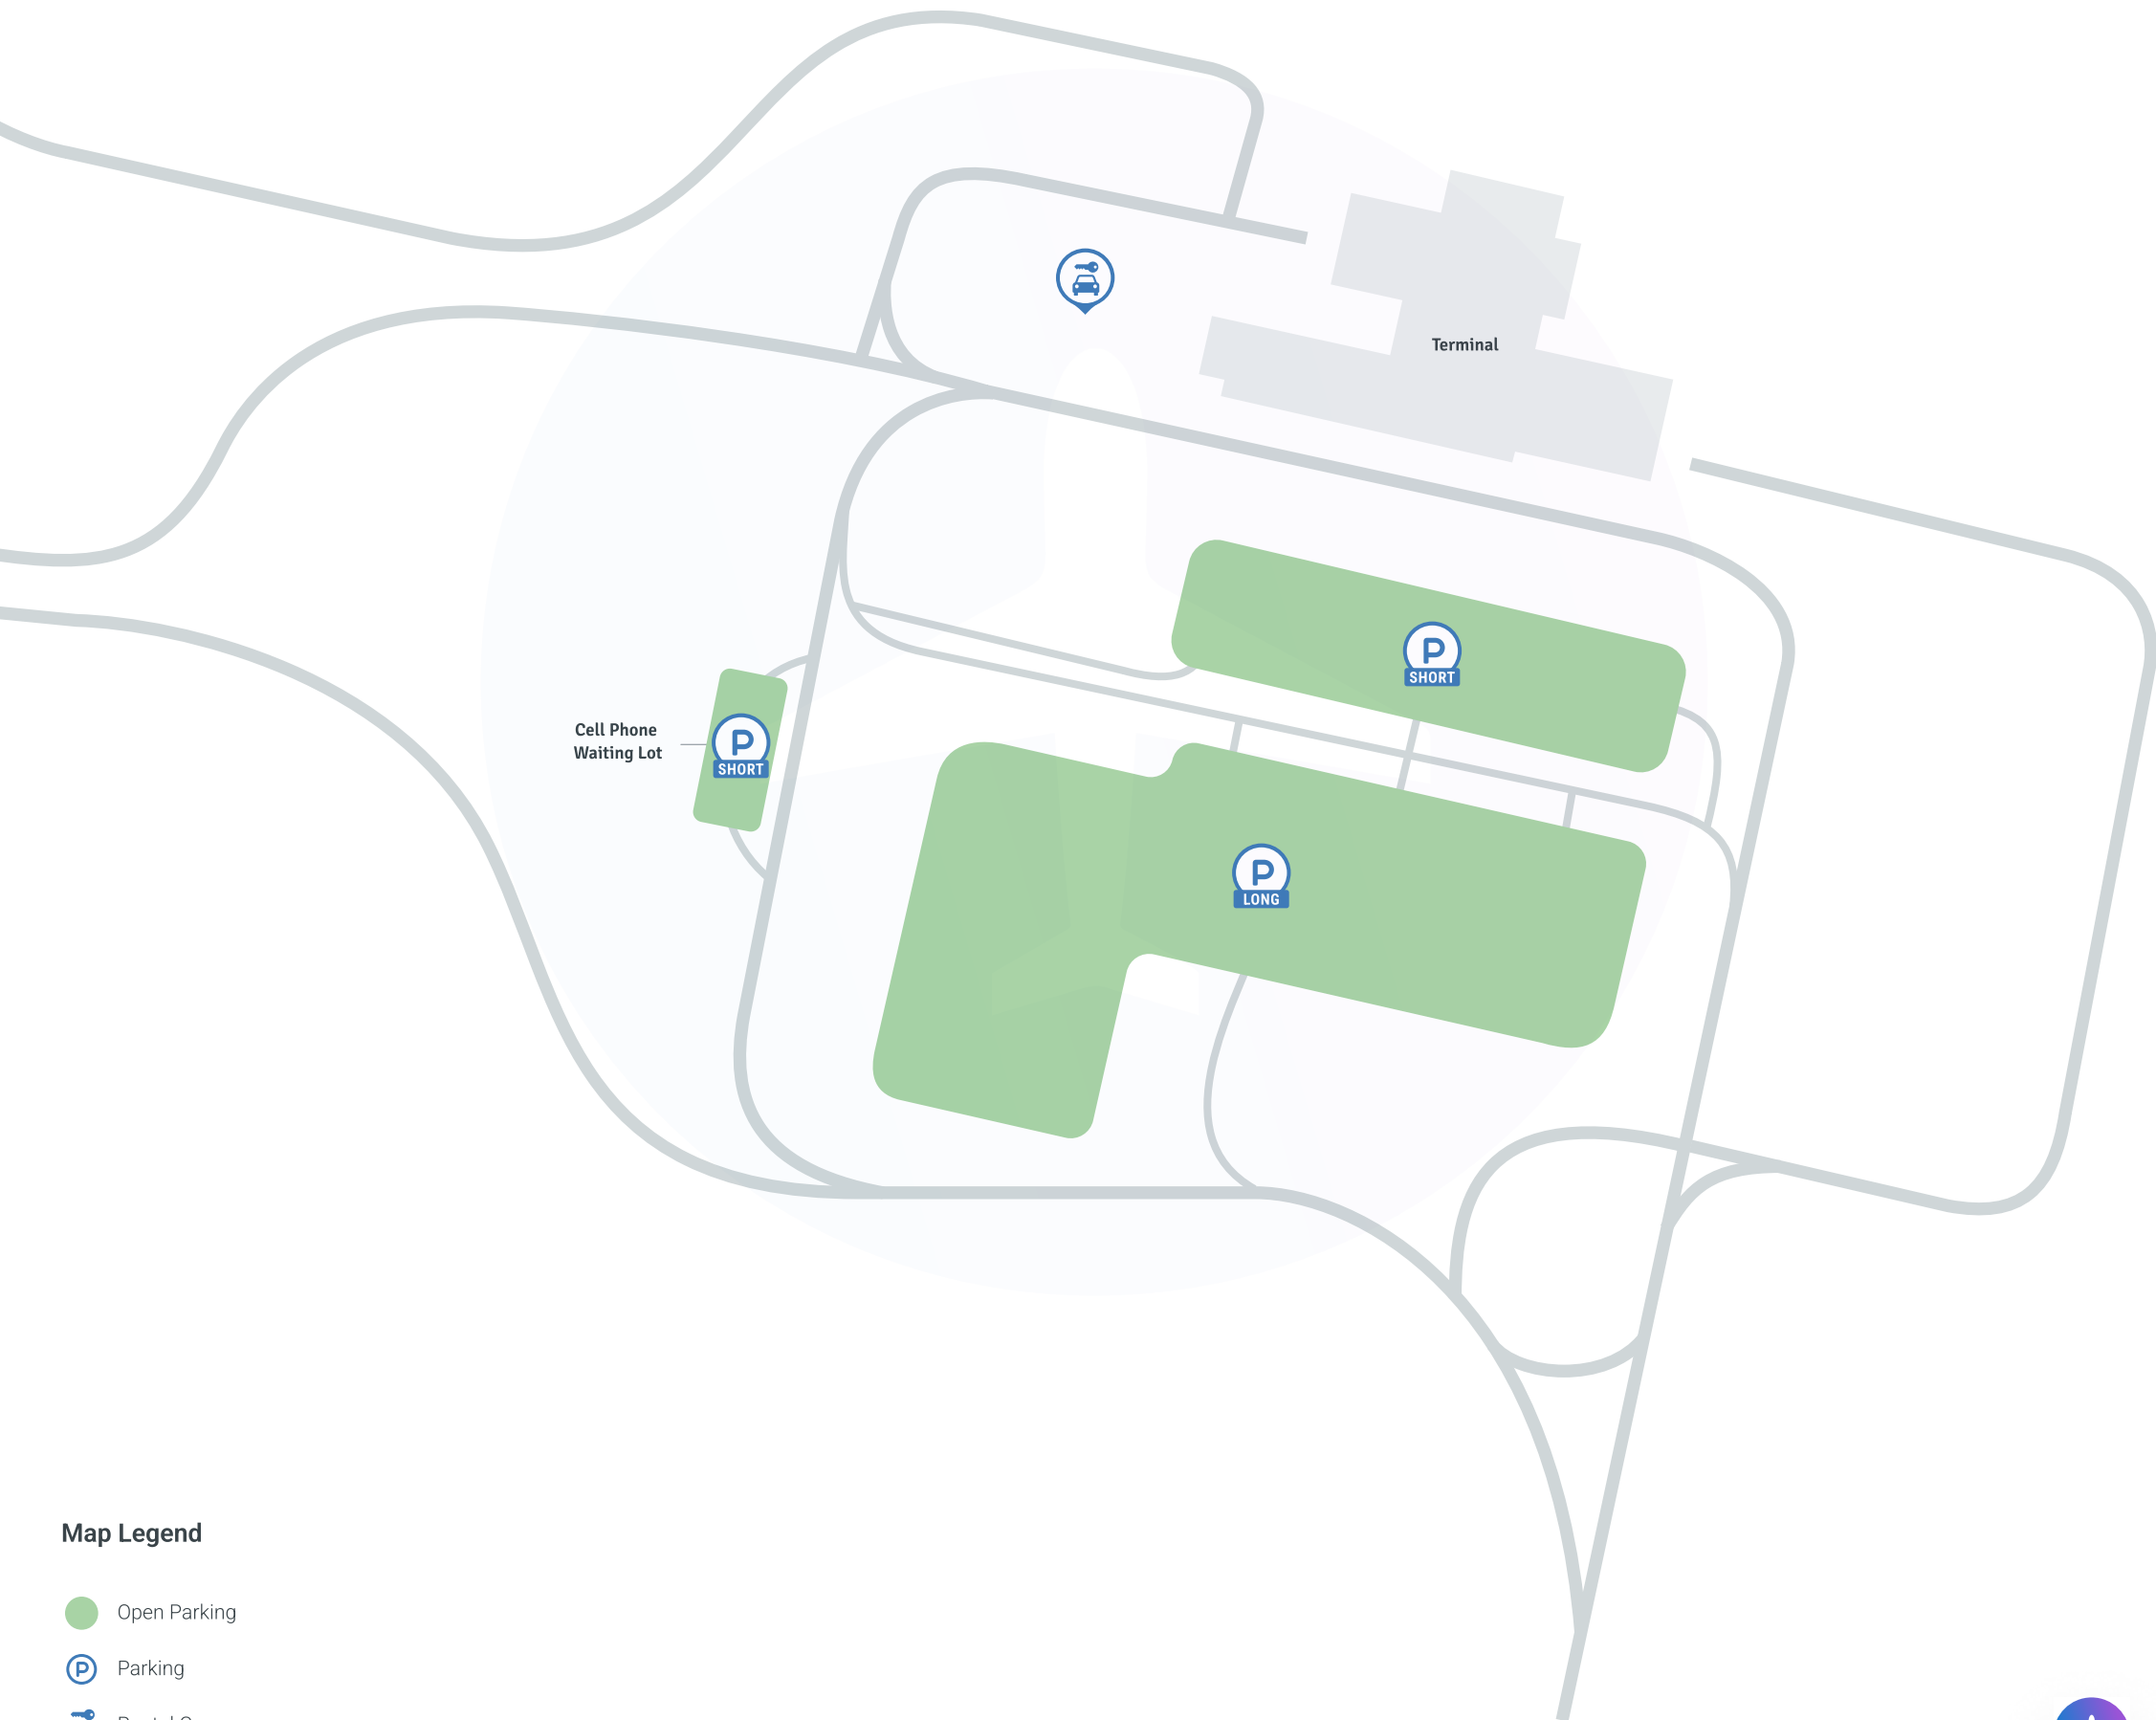 Terminal
P
SHORT
Cell Phone
Waiting Lot
P
SHORT
P
LONG
Map Legend
Open Parking
P
Parking